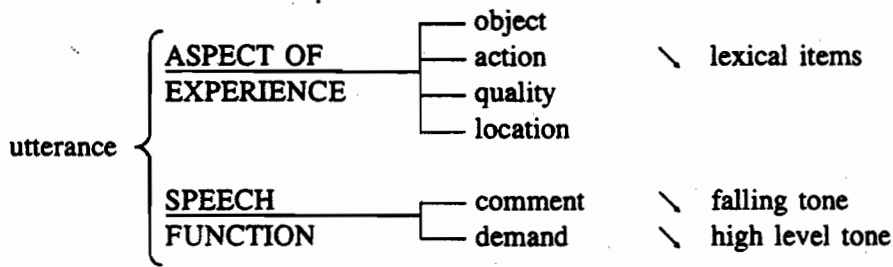 object
ASPECT OF action ↘ lexical items
EXPERIENCE quality
location
utterance
SPEECH comment ↘ falling tone
FUNCTION demand ↘ high level tone